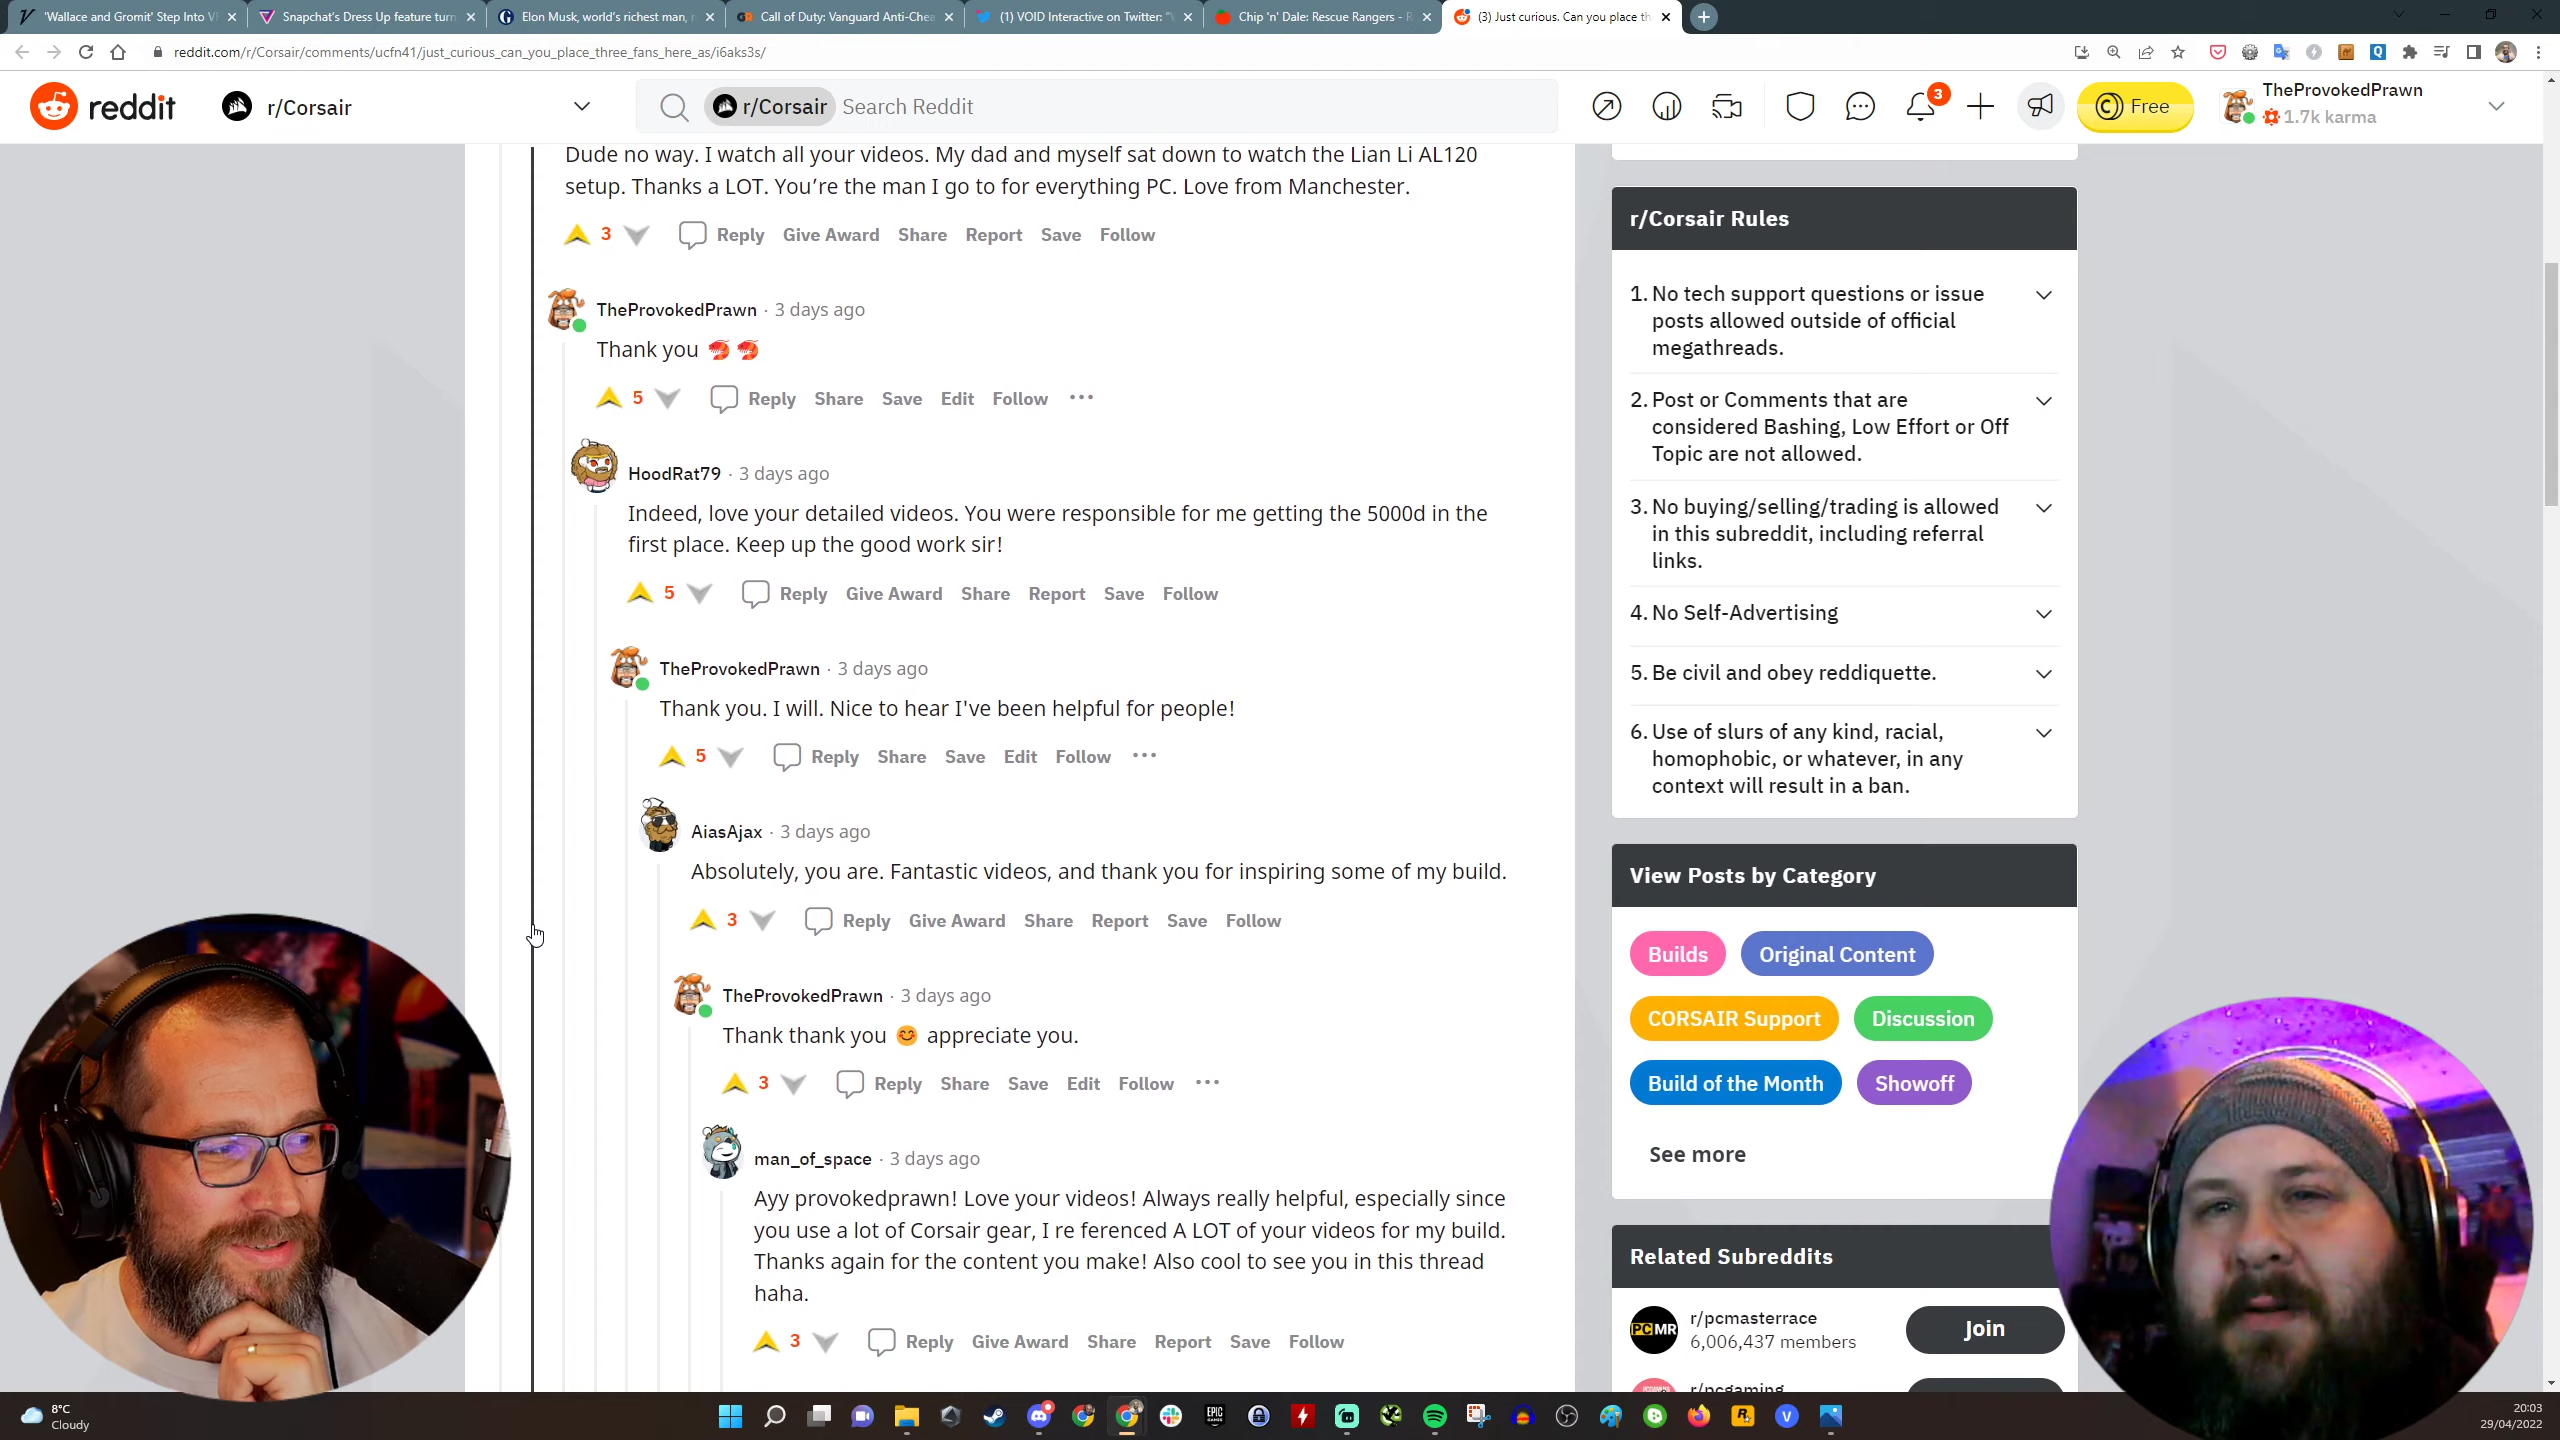 'Wallace and Gromit' Step Into VR
Snapchat's Dress Up feature turn
Elon Musk, world's richest man, r
Call of Duty: Vanguard Anti-Chea
(1) VOID Interactive on Twitter: "V
Chip 'n' Dale: Rescue Rangers - R
(3) Just curious. Can you place th
reddit.com/r/Corsair/comments/ucfn41/just_curious_can_you_place_three_fans_here_as/i6aks3s/
reddit
r/Corsair
r/Corsair Search Reddit
3
Free
TheProvokedPrawn
1.7k karma
Dude no way. I watch all your videos. My dad and myself sat down to watch the Lian Li AL120
setup. Thanks a LOT. You're the man I go to for everything PC. Love from Manchester.
3 Reply Give Award Share Report Save Follow
TheProvokedPrawn · 3 days ago
Thank you 🦐 🦐
5 Reply Share Save Edit Follow ···
HoodRat79 · 3 days ago
Indeed, love your detailed videos. You were responsible for me getting the 5000d in the
first place. Keep up the good work sir!
5 Reply Give Award Share Report Save Follow
TheProvokedPrawn · 3 days ago
Thank you. I will. Nice to hear I've been helpful for people!
5 Reply Share Save Edit Follow ···
AiasAjax · 3 days ago
Absolutely, you are. Fantastic videos, and thank you for inspiring some of my build.
3 Reply Give Award Share Report Save Follow
TheProvokedPrawn · 3 days ago
Thank thank you 😊 appreciate you.
3 Reply Share Save Edit Follow ···
man_of_space · 3 days ago
Ayy provokedprawn! Love your videos! Always really helpful, especially since
you use a lot of Corsair gear, I re ferenced A LOT of your videos for my build.
Thanks again for the content you make! Also cool to see you in this thread
haha.
3 Reply Give Award Share Report Save Follow
r/Corsair Rules
1. No tech support questions or issue
posts allowed outside of official
megathreads.
2. Post or Comments that are
considered Bashing, Low Effort or Off
Topic are not allowed.
3. No buying/selling/trading is allowed
in this subreddit, including referral
links.
4. No Self-Advertising
5. Be civil and obey reddiquette.
6. Use of slurs of any kind, racial,
homophobic, or whatever, in any
context will result in a ban.
View Posts by Category
Builds
Original Content
CORSAIR Support
Discussion
Build of the Month
Showoff
See more
Related Subreddits
PCMR
r/pcmasterrace
6,006,437 members
Join
r/pcgaming
8°C
Cloudy
EPIC GAMES
20:03
29/04/2022